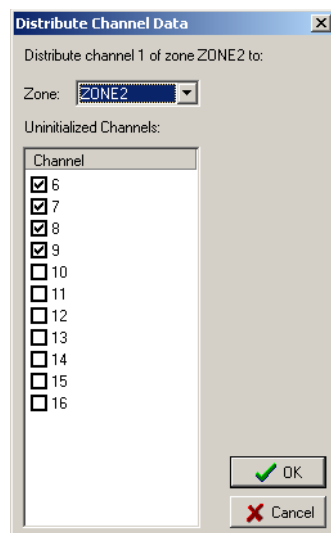 Distribute Channel Data
Distribute channel 1 of zone ZONE2 to:
Zone: ZONE2
Uninitialized Channels:
Channel
6
7
8
9
10
11
12
13
14
15
16
OK
Cancel